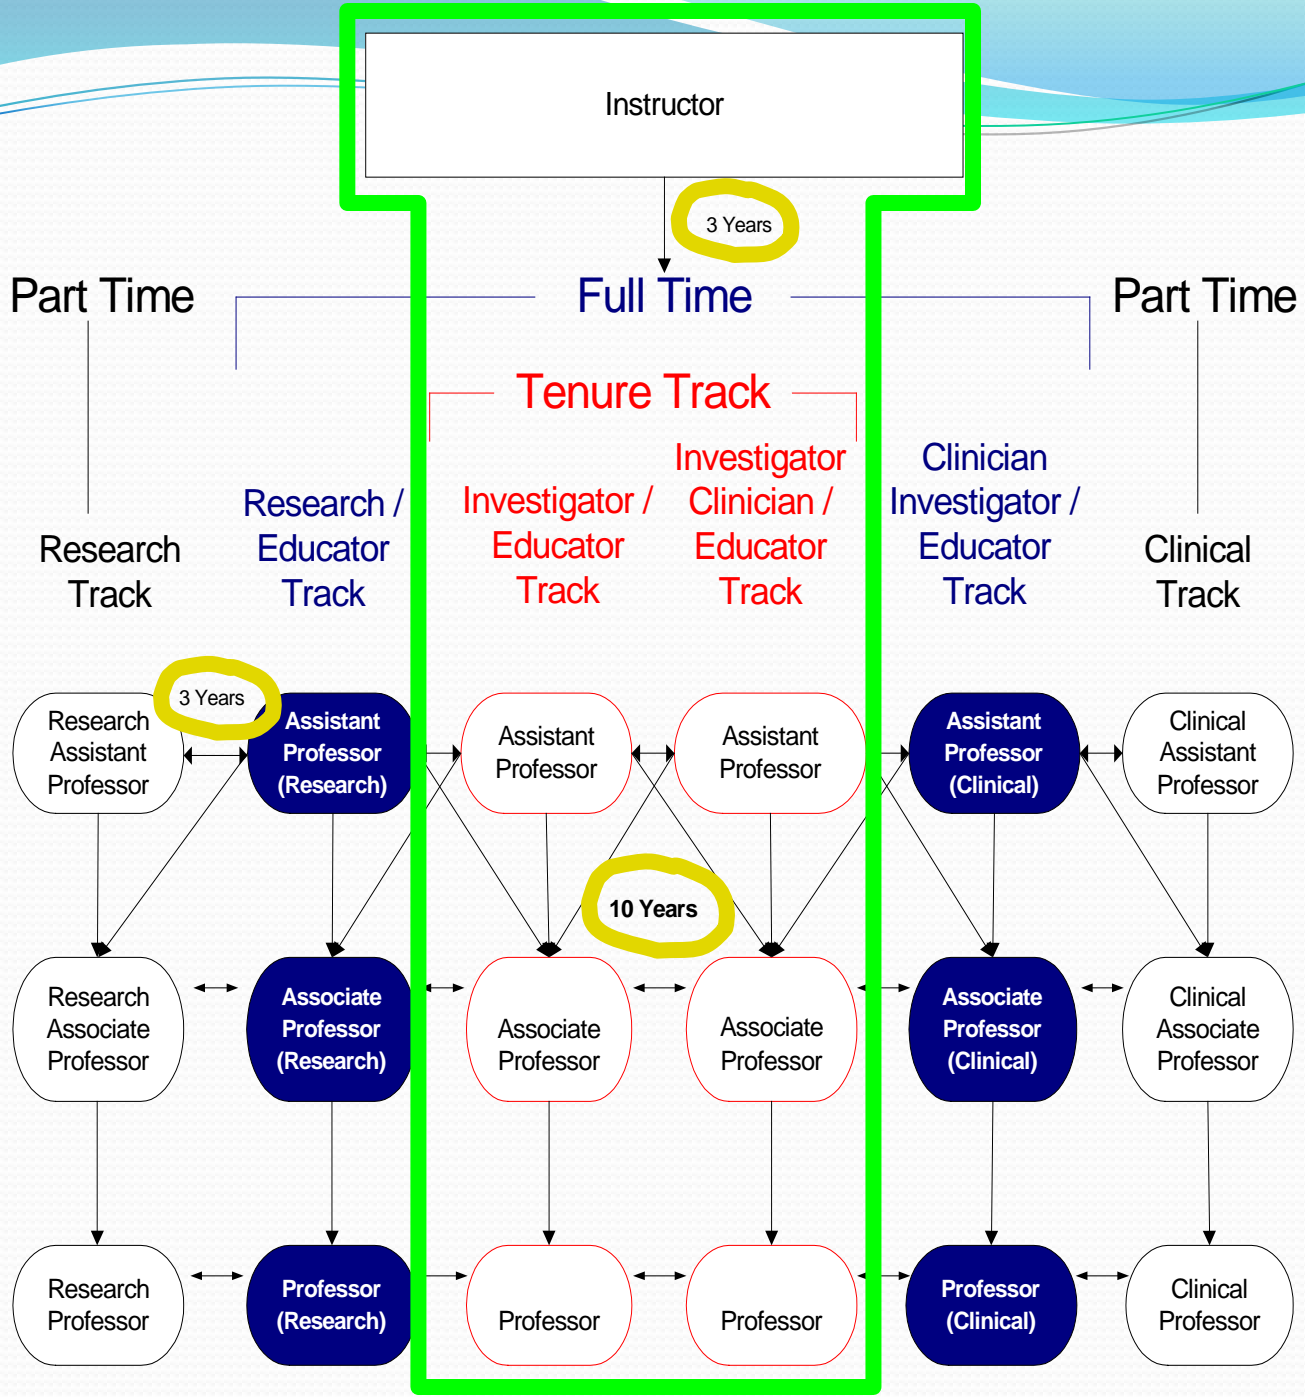 Instructor
3 Years
Part Time
Full Time
Part Time
Tenure Track
Research
Track
Research /
Educator
Track
Investigator /
Educator
Track
Investigator
Clinician /
Educator
Track
Clinician
Investigator /
Educator
Track
Clinical
Track
3 Years
Research
Assistant
Professor
Assistant
Professor
(Research)
Assistant
Professor
Assistant
Professor
Assistant
Professor
(Clinical)
Clinical
Assistant
Professor
10 Years
Research
Associate
Professor
Associate
Professor
(Research)
Associate
Professor
Associate
Professor
Associate
Professor
(Clinical)
Clinical
Associate
Professor
Research
Professor
Professor
(Research)
Professor
Professor
Professor
(Clinical)
Clinical
Professor